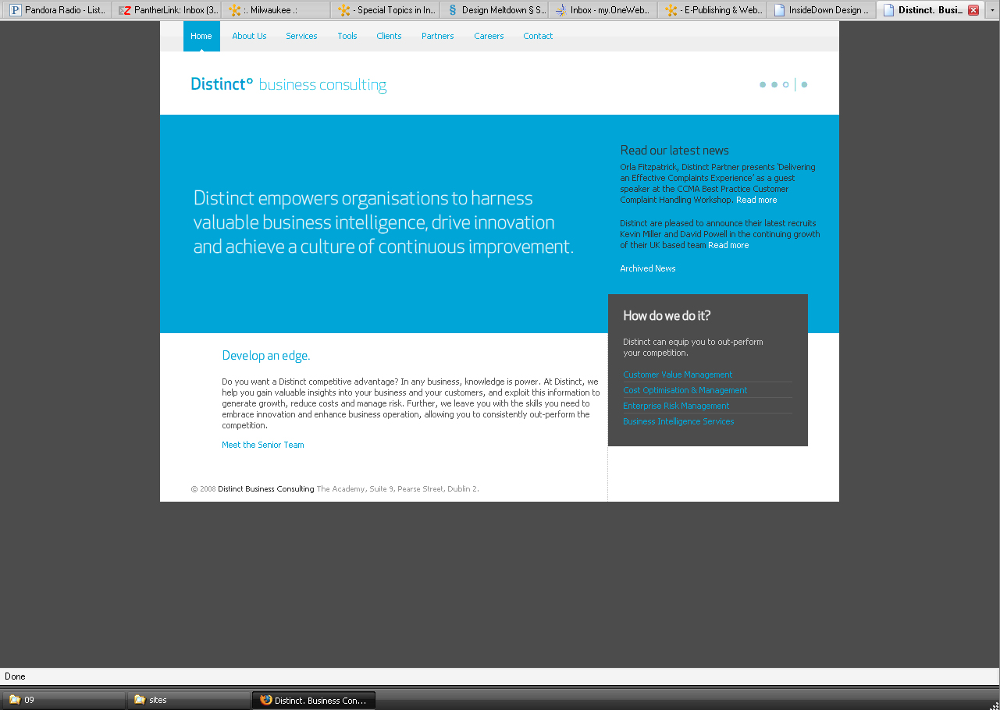 Pandora Radio - List...
PantherLink: Inbox (3...
:. Milwaukee .:
- Special Topics in In...
Design Meltdown § S...
Inbox - my.OneWeb...
- E-Publishing & Web...
InsideDown Design ...
Distinct. Busi...
Home About Us Services Tools Clients Partners Careers Contact
Distinct° business consulting
Distinct empowers organisations to harness
valuable business intelligence, drive innovation
and achieve a culture of continuous improvement.
Read our latest news
Orla Fitzpatrick, Distinct Partner presents 'Delivering
an Effective Complaints Experience' as a guest
speaker at the CCMA Best Practice Customer
Complaint Handling Workshop. Read more
Distinct are pleased to announce their latest recruits
Kevin Miller and David Powell in the continuing growth
of their UK based team Read more
Archived News
How do we do it?
Distinct can equip you to out-perform
your competition.
Customer Value Management
Cost Optimisation & Management
Enterprise Risk Management
Business Intelligence Services
Develop an edge.
Do you want a Distinct competitive advantage? In any business, knowledge is power. At Distinct, we
help you gain valuable insights into your business and your customers, and exploit this information to
generate growth, reduce costs and manage risk. Further, we leave you with the skills you need to
embrace innovation and enhance business operation, allowing you to consistently out-perform the
competition.
Meet the Senior Team
© 2008 Distinct Business Consulting The Academy, Suite 9, Pearse Street, Dublin 2.
Done
09
sites
Distinct. Business Con...